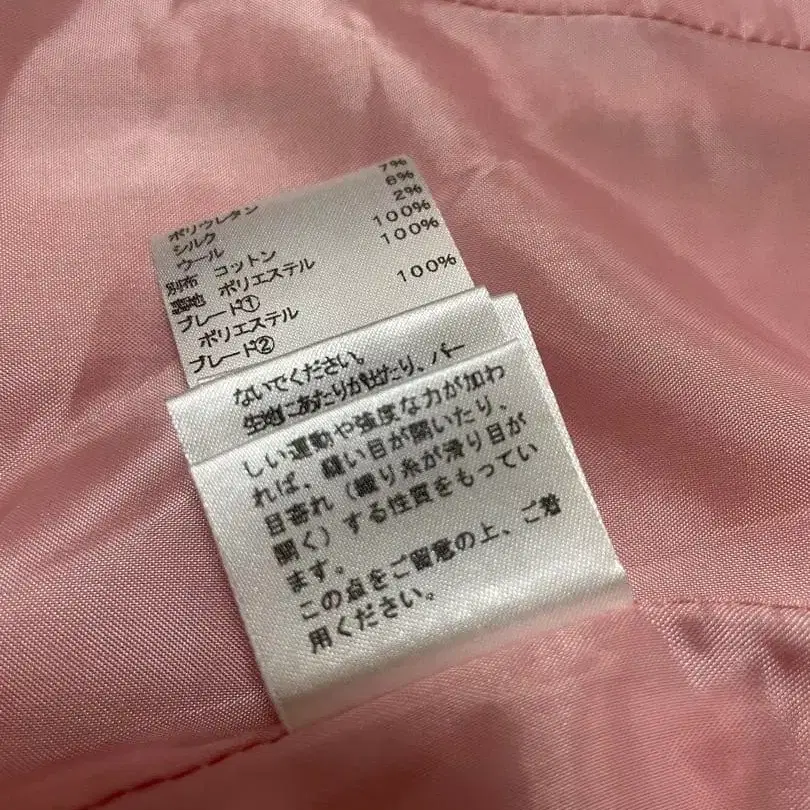 7%
ポリウレタン 8%
シルク 2%
ウール 100%
別布 コットン 100%
裏地 ポリエステル
ブレード① 100%
ポリエステル
ブレード②
ないでください。
生地にあたりが出たり、パー
しい運動や強度な力が加わ
れば、縫い目が開いたり、
目寄れ（織り糸が滑り目が
開く）する性質をもってい
ます。
この点をご留意の上、ご着
用ください。